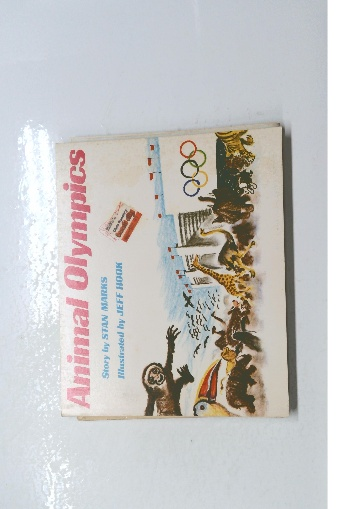 Animal Olympics
Story by STAN MARKS
Illustrated by JEFF HOOK